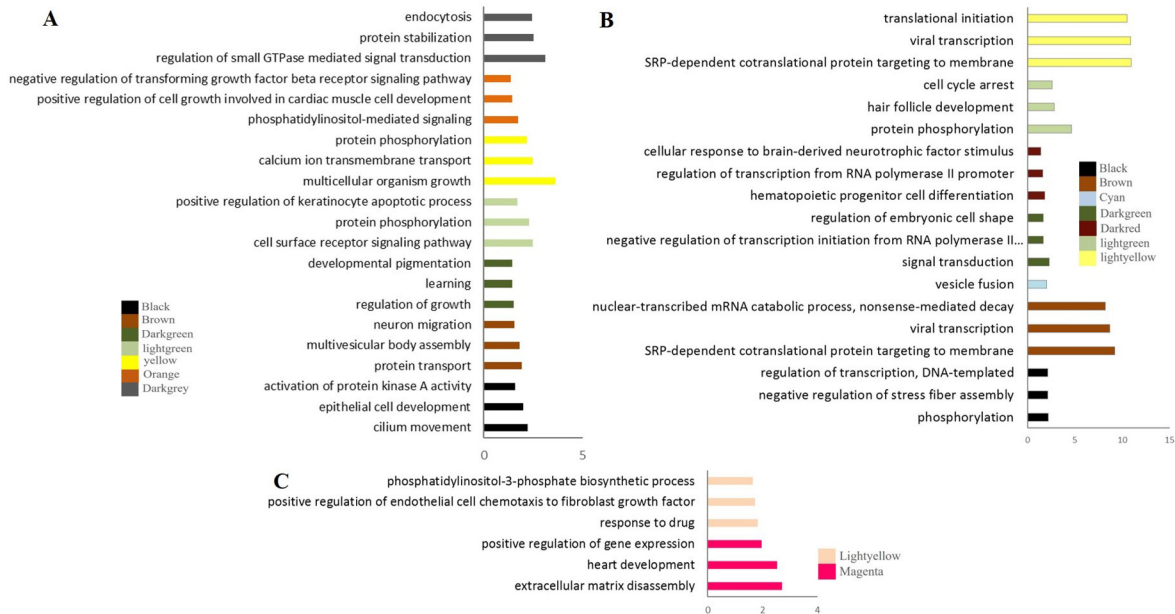 A
endocytosis
protein stabilization
regulation of small GTPase mediated signal transduction
negative regulation of transforming growth factor beta receptor signaling pathway
positive regulation of cell growth involved in cardiac muscle cell development
phosphatidylinositol-mediated signaling
protein phosphorylation
calcium ion transmembrane transport
multicellular organism growth
positive regulation of keratinocyte apoptotic process
protein phosphorylation
cell surface receptor signaling pathway
developmental pigmentation
learning
regulation of growth
neuron migration
multivesicular body assembly
protein transport
activation of protein kinase A activity
epithelial cell development
cilium movement
0 5
Black
Brown
Darkgreen
lightgreen
yellow
Orange
Darkgrey
B
translational initiation
viral transcription
SRP-dependent cotranslational protein targeting to membrane
cell cycle arrest
hair follicle development
protein phosphorylation
cellular response to brain-derived neurotrophic factor stimulus
regulation of transcription from RNA polymerase II promoter
hematopoietic progenitor cell differentiation
regulation of embryonic cell shape
negative regulation of transcription initiation from RNA polymerase II...
signal transduction
vesicle fusion
nuclear-transcribed mRNA catabolic process, nonsense-mediated decay
viral transcription
SRP-dependent cotranslational protein targeting to membrane
regulation of transcription, DNA-templated
negative regulation of stress fiber assembly
phosphorylation
0 5 10 15
Black
Brown
Cyan
Darkgreen
Darkred
lightgreen
lightyellow
C
phosphatidylinositol-3-phosphate biosynthetic process
positive regulation of endothelial cell chemotaxis to fibroblast growth factor
response to drug
positive regulation of gene expression
heart development
extracellular matrix disassembly
0 2 4
Lightyellow
Magenta